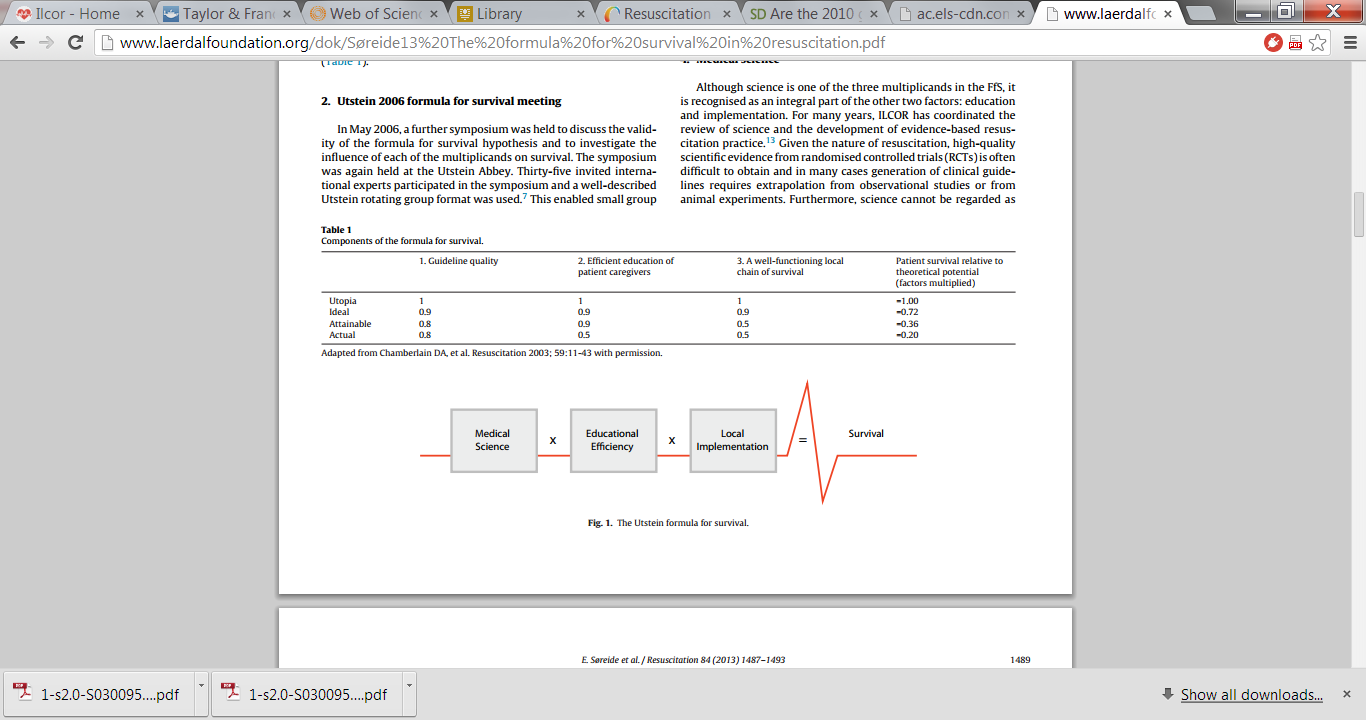 Ilcor - Home
Taylor & Fran
Web of Scienc
Library
Resuscitation
SD Are the 2010 g
ac.els-cdn.con
www.laerdalfo
www.laerdalfoundation.org/dok/Søreide13%20The%20formula%20for%20survival%20in%20resuscitation.pdf
(Table 1).
2. Utstein 2006 formula for survival meeting
In May 2006, a further symposium was held to discuss the valid-
ity of the formula for survival hypothesis and to investigate the
influence of each of the multiplicands on survival. The symposium
was again held at the Utstein Abbey. Thirty-five invited interna-
tional experts participated in the symposium and a well-described
Utstein rotating group format was used.7 This enabled small group
4. Medical science
Although science is one of the three multiplicands in the FfS, it
is recognised as an integral part of the other two factors: education
and implementation. For many years, ILCOR has coordinated the
review of science and the development of evidence-based resus-
citation practice.13 Given the nature of resuscitation, high-quality
scientific evidence from randomised controlled trials (RCTs) is often
difficult to obtain and in many cases generation of clinical guide-
lines requires extrapolation from observational studies or from
animal experiments. Furthermore, science cannot be regarded as
Table 1
Components of the formula for survival.
1. Guideline quality 2. Efficient education of patient caregivers 3. A well-functioning local chain of survival Patient survival relative to theoretical potential (factors multiplied)
Utopia 1 1 1 =1.00
Ideal 0.9 0.9 0.9 =0.72
Attainable 0.8 0.9 0.5 =0.36
Actual 0.8 0.5 0.5 =0.20
Adapted from Chamberlain DA, et al. Resuscitation 2003; 59:11-43 with permission.
Medical Science x Educational Efficiency x Local Implementation = Survival
Fig. 1. The Utstein formula for survival.
E. Søreide et al. / Resuscitation 84 (2013) 1487–1493 1489
1-s2.0-S030095....pdf
1-s2.0-S030095....pdf
Show all downloads...